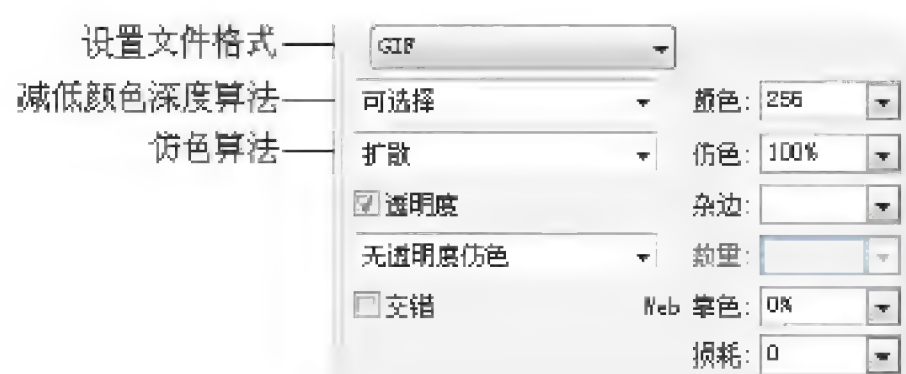 设置文件格式 GIF
减低颜色深度算法 可选择 颜色: 256
仿色算法 扩散 仿色: 100%
透明度 杂边:
无透明度仿色 数量:
交错 Web 靠色: 0%
损耗: 0